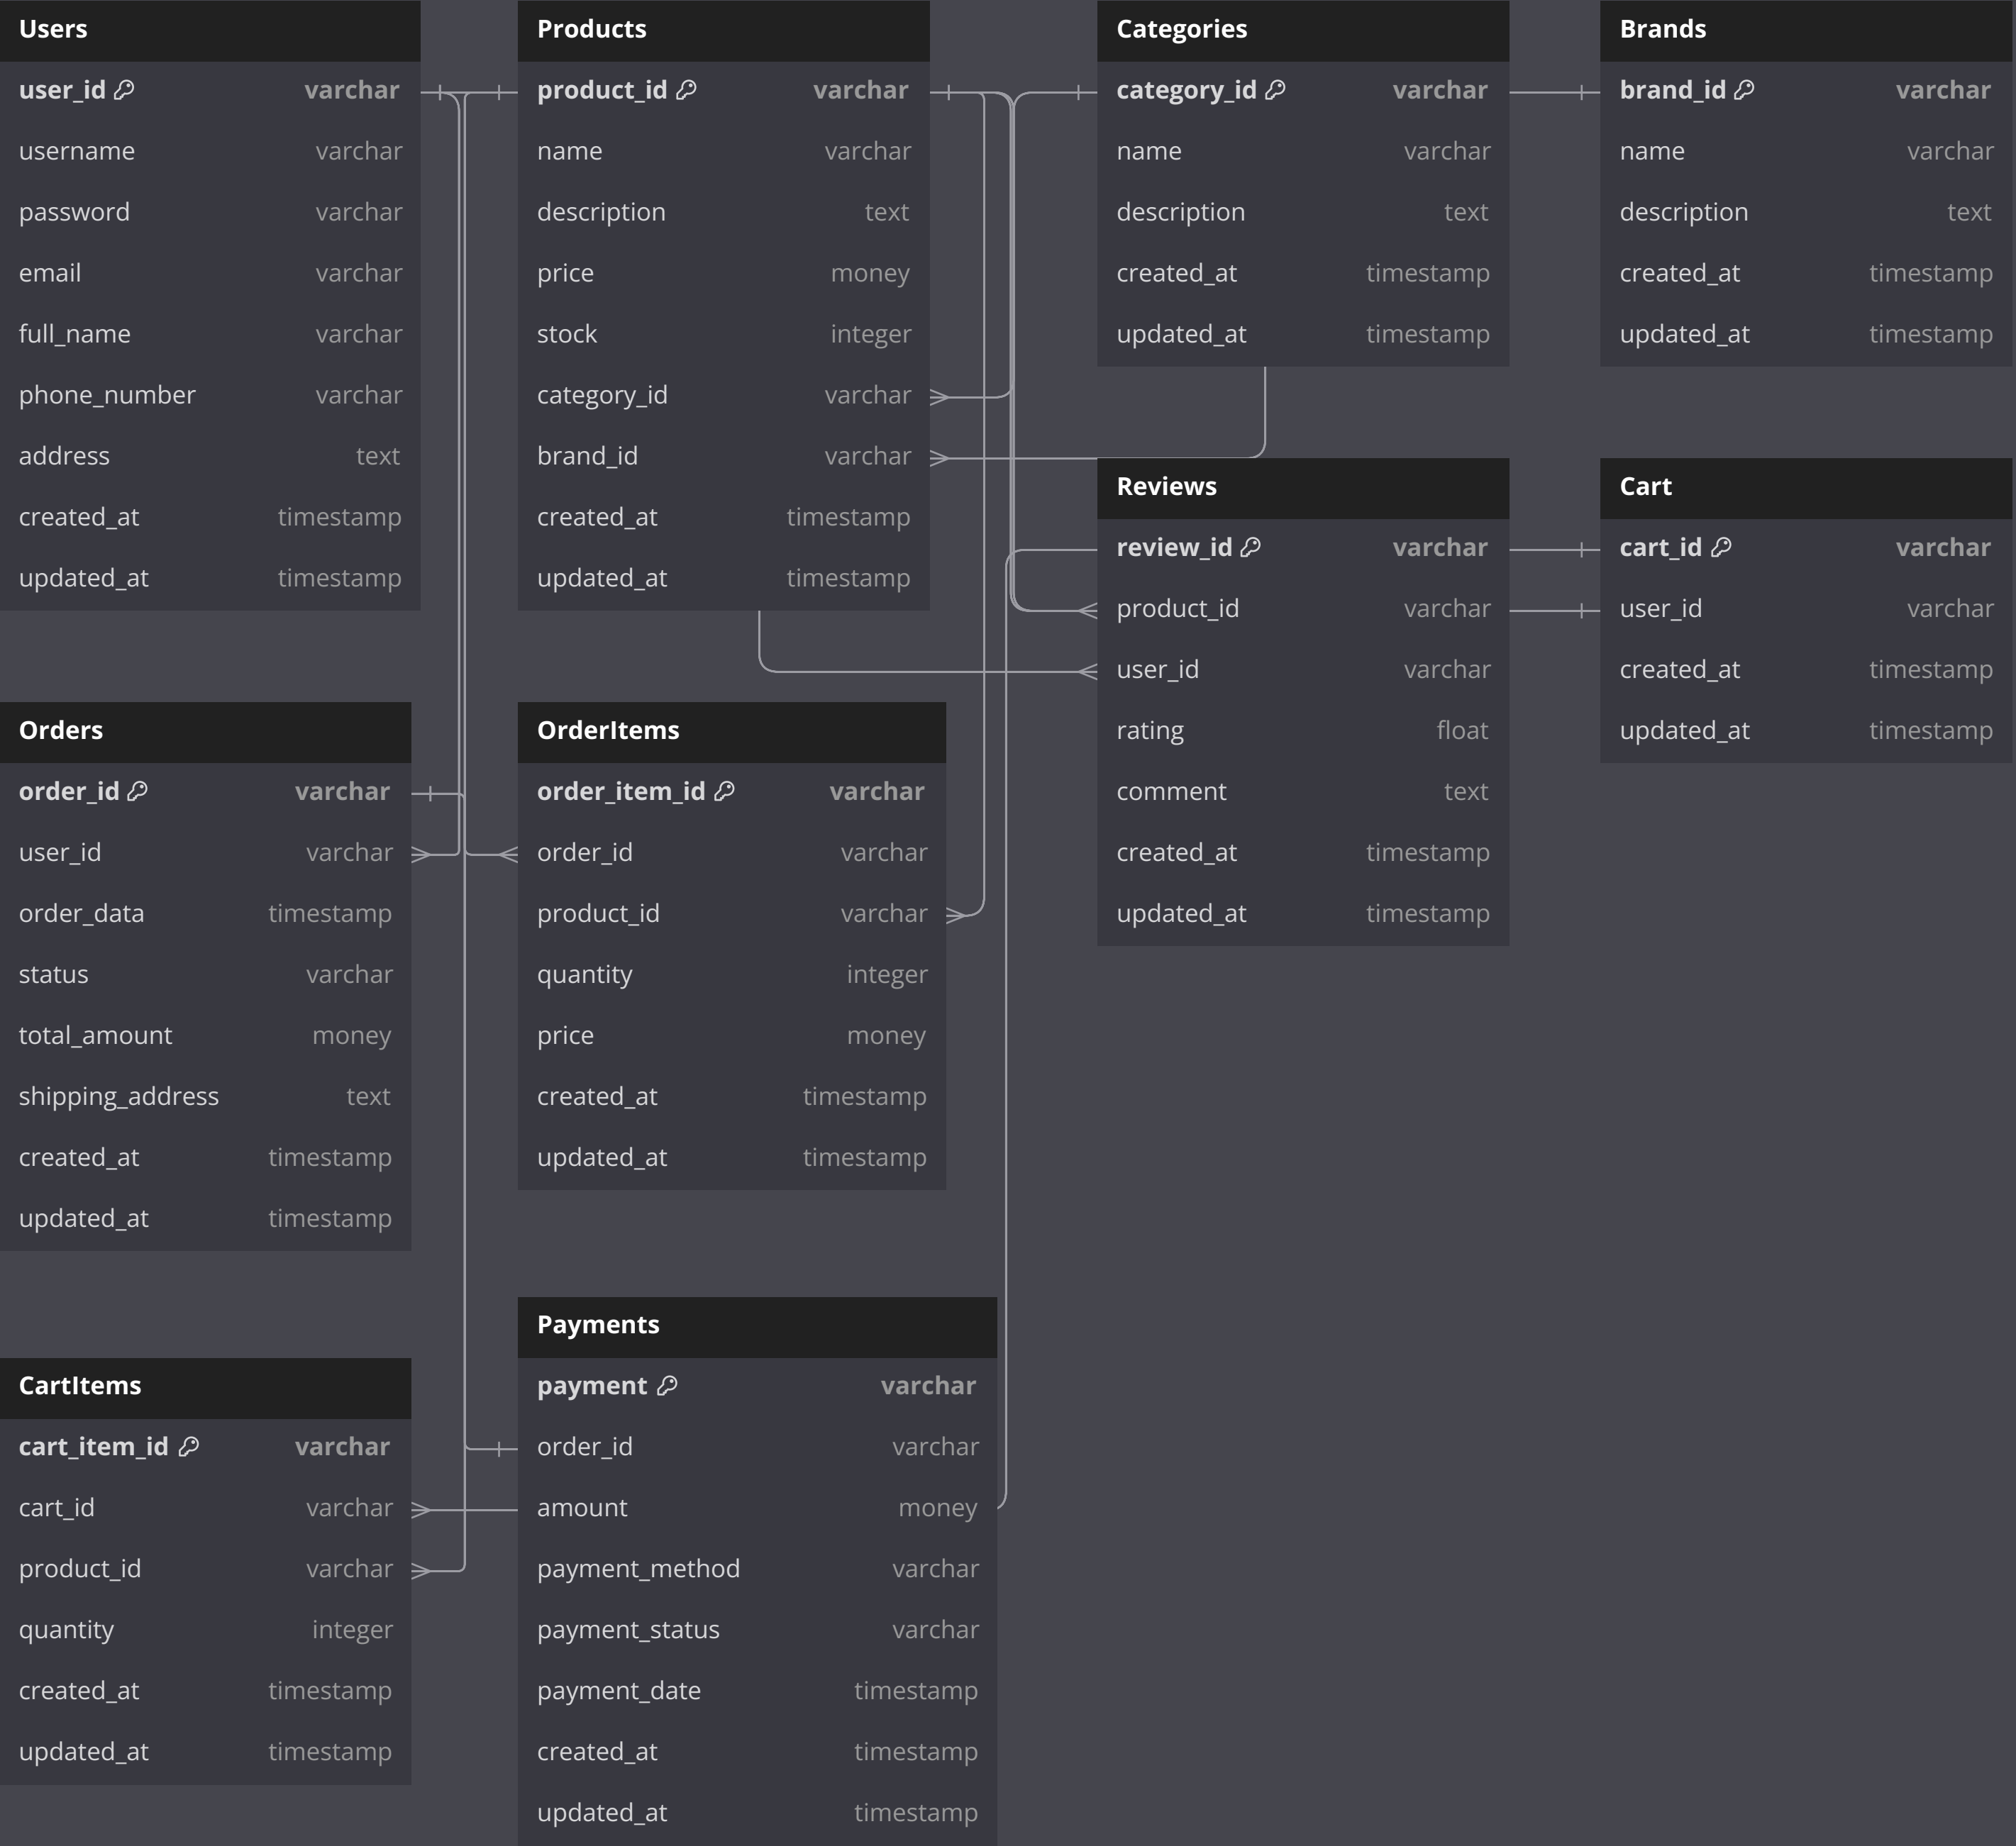 Users
user_id varchar
username varchar
password varchar
email varchar
full_name varchar
phone_number varchar
address text
created_at timestamp
updated_at timestamp
Products
product_id varchar
name varchar
description text
price money
stock integer
category_id varchar
brand_id varchar
created_at timestamp
updated_at timestamp
Categories
category_id varchar
name varchar
description text
created_at timestamp
updated_at timestamp
Brands
brand_id varchar
name varchar
description text
created_at timestamp
updated_at timestamp
Reviews
review_id varchar
product_id varchar
user_id varchar
rating float
comment text
created_at timestamp
updated_at timestamp
Cart
cart_id varchar
user_id varchar
created_at timestamp
updated_at timestamp
Orders
order_id varchar
user_id varchar
order_data timestamp
status varchar
total_amount money
shipping_address text
created_at timestamp
updated_at timestamp
OrderItems
order_item_id varchar
order_id varchar
product_id varchar
quantity integer
price money
created_at timestamp
updated_at timestamp
CartItems
cart_item_id varchar
cart_id varchar
product_id varchar
quantity integer
created_at timestamp
updated_at timestamp
Payments
payment varchar
order_id varchar
amount money
payment_method varchar
payment_status varchar
payment_date timestamp
created_at timestamp
updated_at timestamp